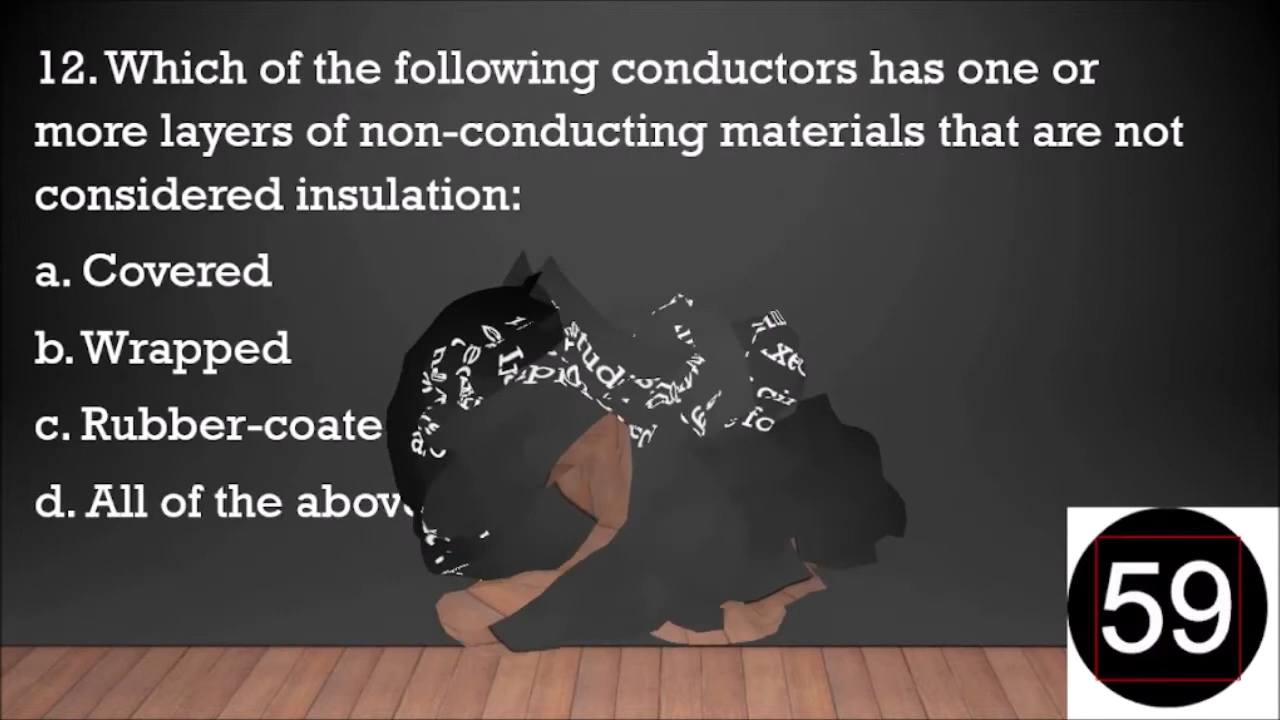 12. Which of the following conductors has one or
more layers of non-conducting materials that are not
considered insulation:
a. Covered
b. Wrapped
c. Rubber-coate
d. All of the above
59